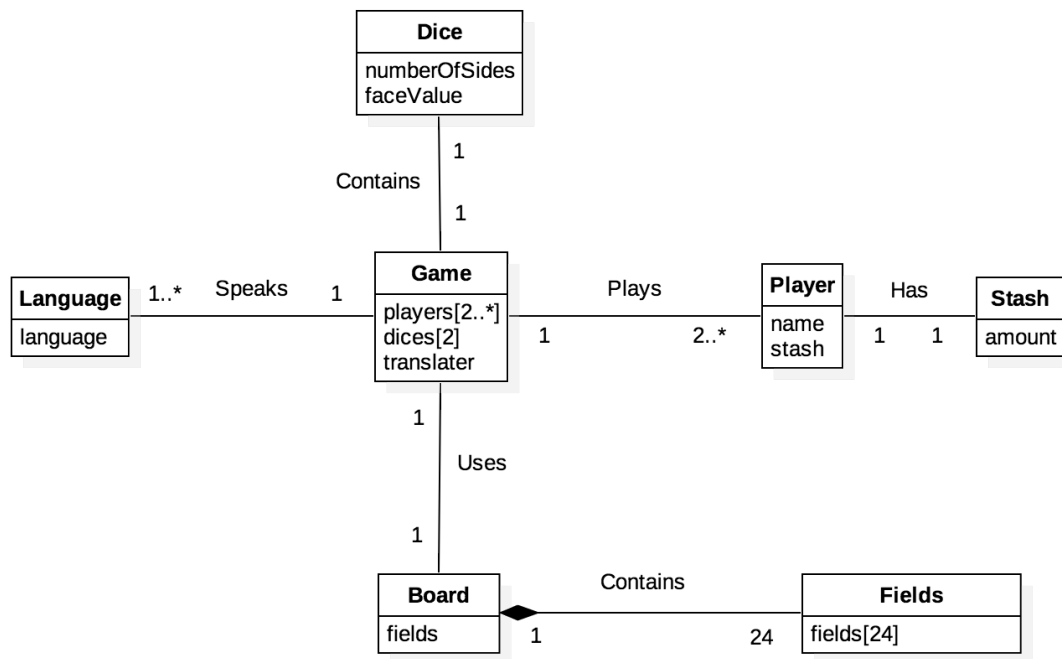 Dice
numberOfSides
faceValue
1
Contains
1
Language
language
1..*
Speaks
1
Game
players[2..*]
dices[2]
translater
1
Plays
2..*
Player
name
stash
1
Has
1
Stash
amount
1
Uses
1
Board
fields
1
Contains
24
Fields
fields[24]